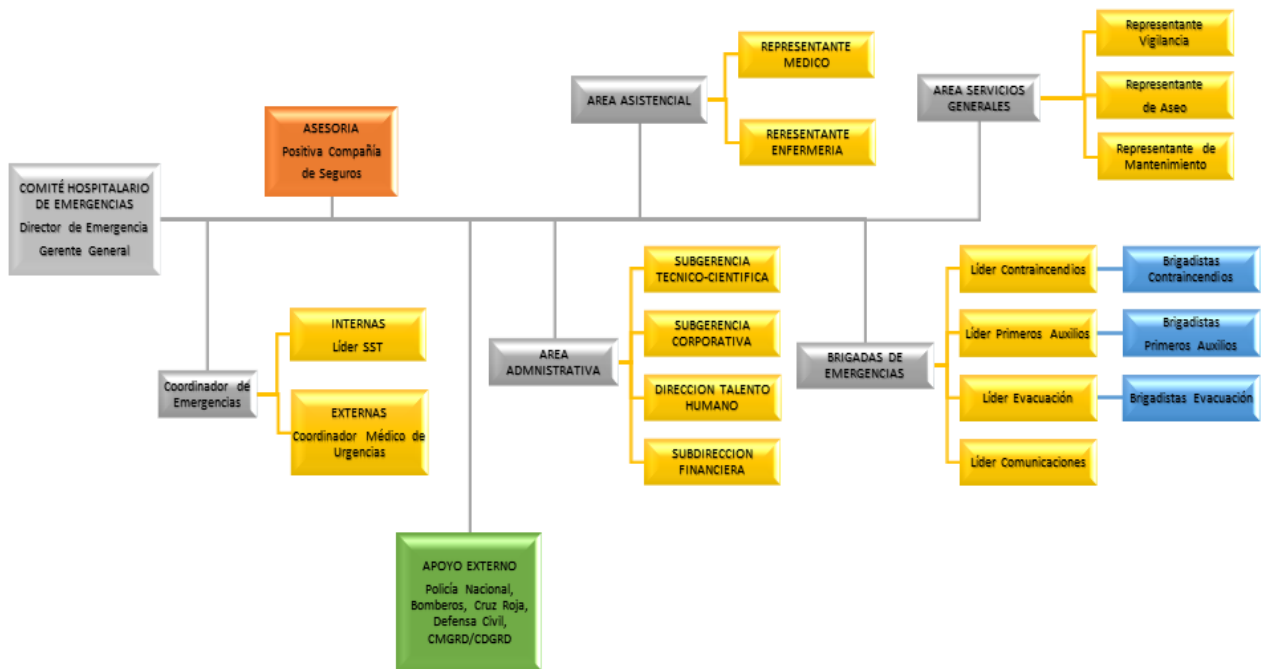 COMITÉ HOSPITALARIO
DE EMERGENCIAS
Director de Emergencia
Gerente General
ASESORIA
Positiva Compañía
de Seguros
AREA ASISTENCIAL
REPRESENTANTE
MEDICO
RERESENTANTE
ENFERMERIA
AREA SERVICIOS
GENERALES
Representante
Vigilancia
Representante
de Aseo
Representante de
Mantenimiento
Coordinador de
Emergencias
INTERNAS
Líder SST
EXTERNAS
Coordinador Médico de
Urgencias
AREA
ADMNISTRATIVA
SUBGERENCIA
TECNICO-CIENTIFICA
SUBGERENCIA
CORPORATIVA
DIRECCION TALENTO
HUMANO
SUBDIRECCION
FINANCIERA
BRIGADAS DE
EMERGENCIAS
Líder Contraincendios
Brigadistas
Contraincendios
Líder Primeros Auxilios
Brigadistas
Primeros Auxilios
Líder Evacuación
Brigadistas Evacuación
Líder Comunicaciones
APOYO EXTERNO
Policía Nacional,
Bomberos, Cruz Roja,
Defensa Civil,
CMGRD/CDGRD